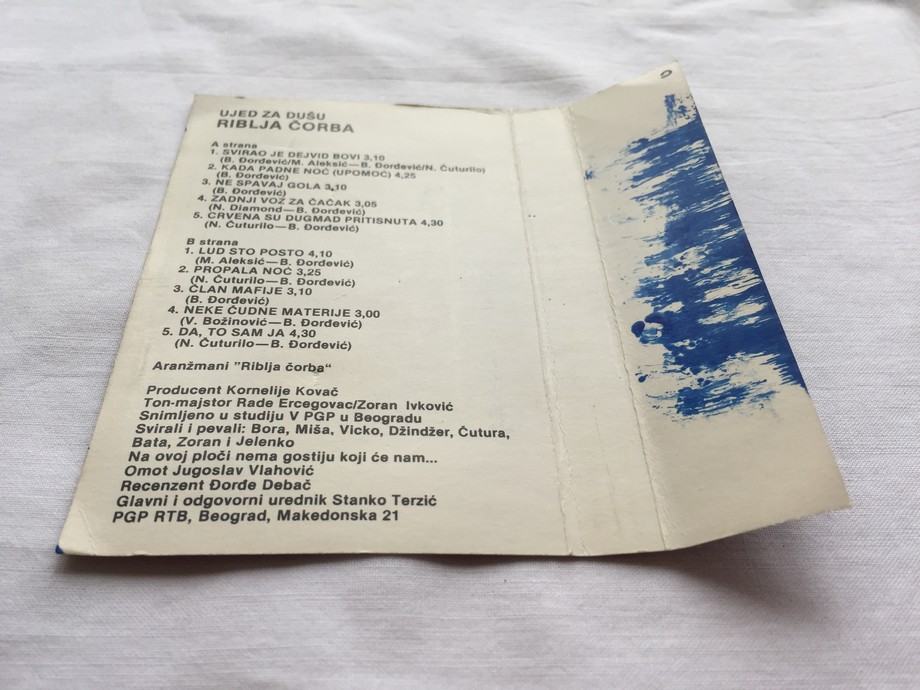 UJED ZA DUŠU
RIBLJA ČORBA
A strana
1. SVIRAO JE DEJVID BOVI 3,10
(B. Đorđević/M. Aleksić—B. Đorđević/N. Čuturilo)
2. KADA PADNE NOĆ (UPOMOĆ) 4,25
(B. Đorđević)
3. NE SPAVAJ GOLA 3,10
(B. Đorđević)
4. ZADNJI VOZ ZA ČAČAK 3,05
(N. Diamond—B. Đorđević)
5. CRVENA SU DUGMAD PRITISNUTA 4,30
(N. Čuturilo—B. Đorđević)
B strana
1. LUD STO POSTO 4,10
(M. Aleksić—B. Đorđević)
2. PROPALA NOĆ 3,25
(N. Čuturilo—B. Đorđević)
3. ČLAN MAFIJE 3,10
(B. Đorđević)
4. NEKE ČUDNE MATERIJE 3,00
(V. Božinović—B. Đorđević)
5. DA, TO SAM JA 4,30
(N. Čuturilo—B. Đorđević)
Aranžmani "Riblja čorba“
Producent Kornelije Kovač
Ton-majstor Rade Ercegovac/Zoran Ivković
Snimljeno u studiju V PGP u Beogradu
Svirali i pevali: Bora, Miša, Vicko, Džindžer, Čutura,
Bata, Zoran i Jelenko
Na ovoj ploči nema gostiju koji će nam...
Omot Jugoslav Vlahović
Recenzent Đorđe Debač
Glavni i odgovorni urednik Stanko Terzić
PGP RTB, Beograd, Makedonska 21